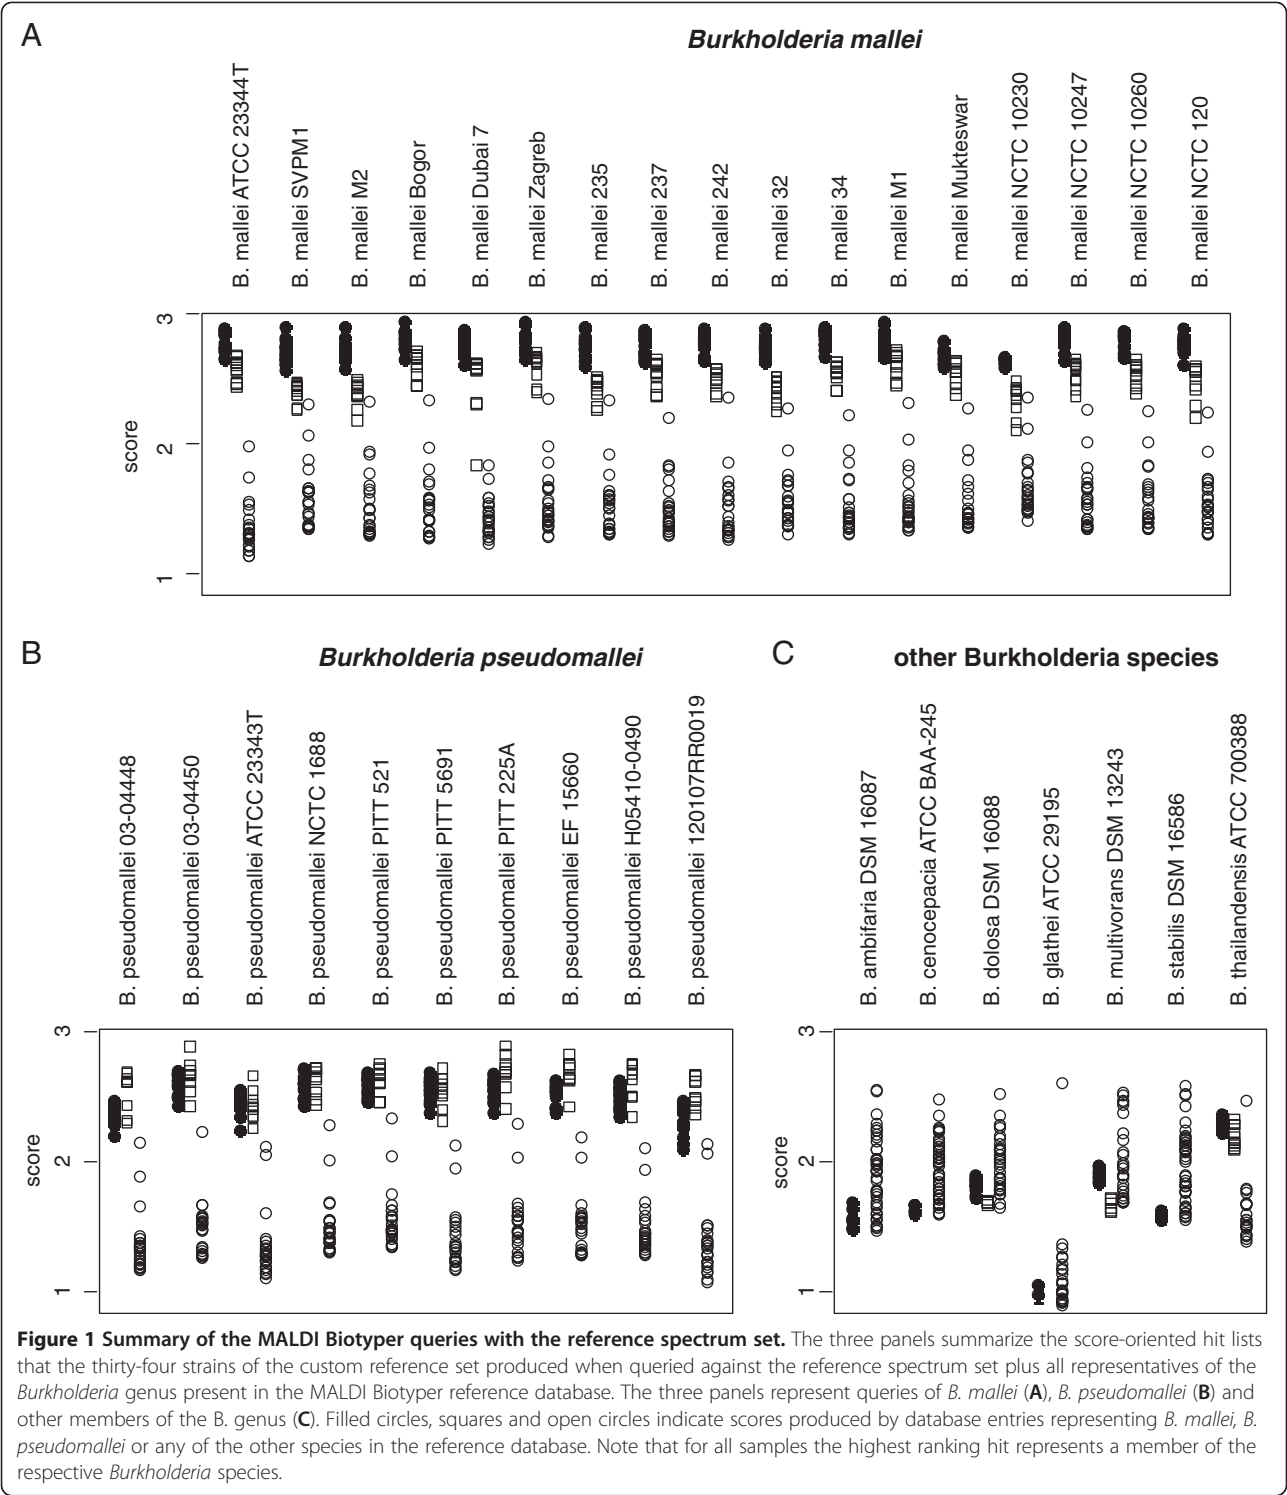 A
Burkholderia mallei
B. mallei ATCC 23344T
B. mallei SVPM1
B. mallei M2
B. mallei Bogor
B. mallei Dubai 7
B. mallei Zagreb
B. mallei 235
B. mallei 237
B. mallei 242
B. mallei 32
B. mallei 34
B. mallei M1
B. mallei Mukteswar
B. mallei NCTC 10230
B. mallei NCTC 10247
B. mallei NCTC 10260
B. mallei NCTC 120
3
2
1
score
B
Burkholderia pseudomallei
B. pseudomallei 03-04448
B. pseudomallei 03-04450
B. pseudomallei ATCC 23343T
B. pseudomallei NCTC 1688
B. pseudomallei PITT 521
B. pseudomallei PITT 5691
B. pseudomallei PITT 225A
B. pseudomallei EF 15660
B. pseudomallei H05410-0490
B. pseudomallei 120107RR0019
3
2
1
score
C
other Burkholderia species
B. ambifaria DSM 16087
B. cenocepacia ATCC BAA-245
B. dolosa DSM 16088
B. glathei ATCC 29195
B. multivorans DSM 13243
B. stabilis DSM 16586
B. thailandensis ATCC 700388
3
2
1
score
Figure 1 Summary of the MALDI Biotyper queries with the reference spectrum set. The three panels summarize the score-oriented hit lists
that the thirty-four strains of the custom reference set produced when queried against the reference spectrum set plus all representatives of the
Burkholderia genus present in the MALDI Biotyper reference database. The three panels represent queries of B. mallei (A), B. pseudomallei (B) and
other members of the B. genus (C). Filled circles, squares and open circles indicate scores produced by database entries representing B. mallei, B.
pseudomallei or any of the other species in the reference database. Note that for all samples the highest ranking hit represents a member of the
respective Burkholderia species.